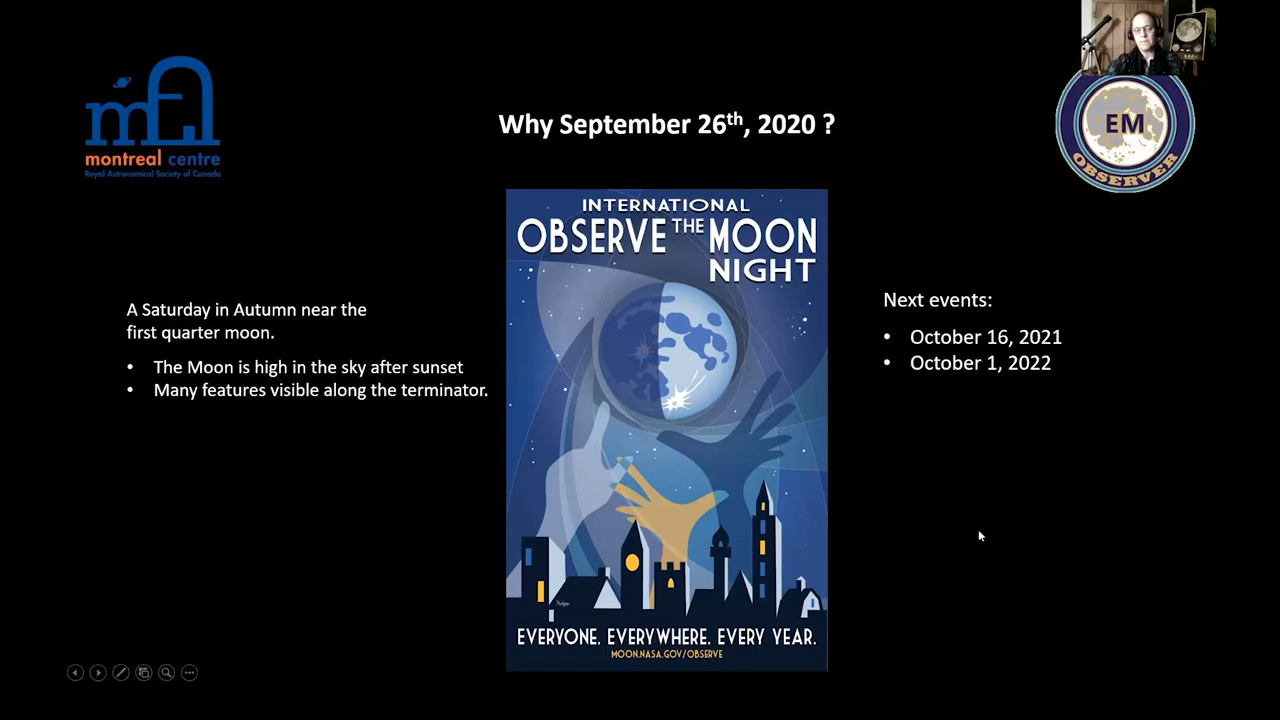 montreal centre
Royal Astronomical Society of Canada
Why September 26th, 2020 ?
EM
OBSERVER
INTERNATIONAL
OBSERVE THE MOON
NIGHT
A Saturday in Autumn near the
first quarter moon.
• The Moon is high in the sky after sunset
• Many features visible along the terminator.
Next events:
• October 16, 2021
• October 1, 2022
EVERYONE. EVERYWHERE. EVERY YEAR.
MOON.NASA.GOV/OBSERVE